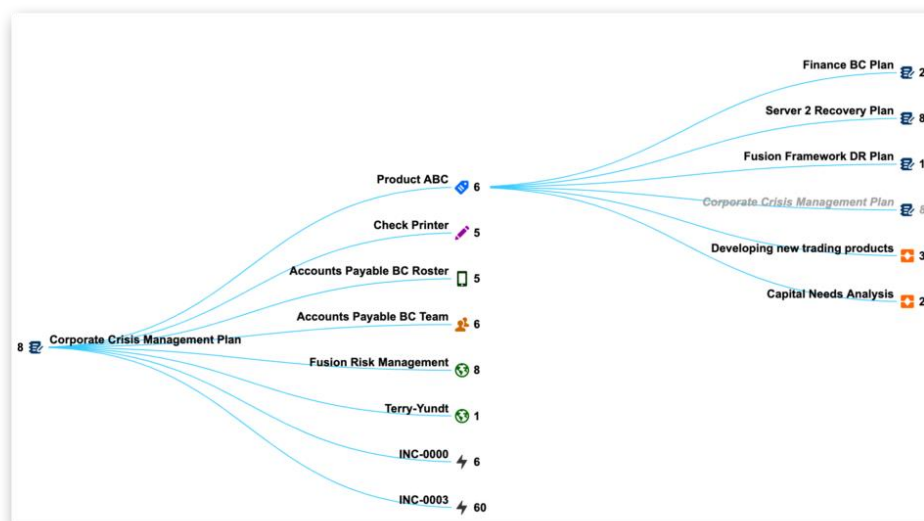 8 Corporate Crisis Management Plan
Product ABC 6
Check Printer 5
Accounts Payable BC Roster 5
Accounts Payable BC Team 6
Fusion Risk Management 8
Terry-Yundt 1
INC-0000 6
INC-0003 60
Finance BC Plan 2
Server 2 Recovery Plan 8
Fusion Framework DR Plan 1
Corporate Crisis Management Plan 8
Developing new trading products 3
Capital Needs Analysis 2